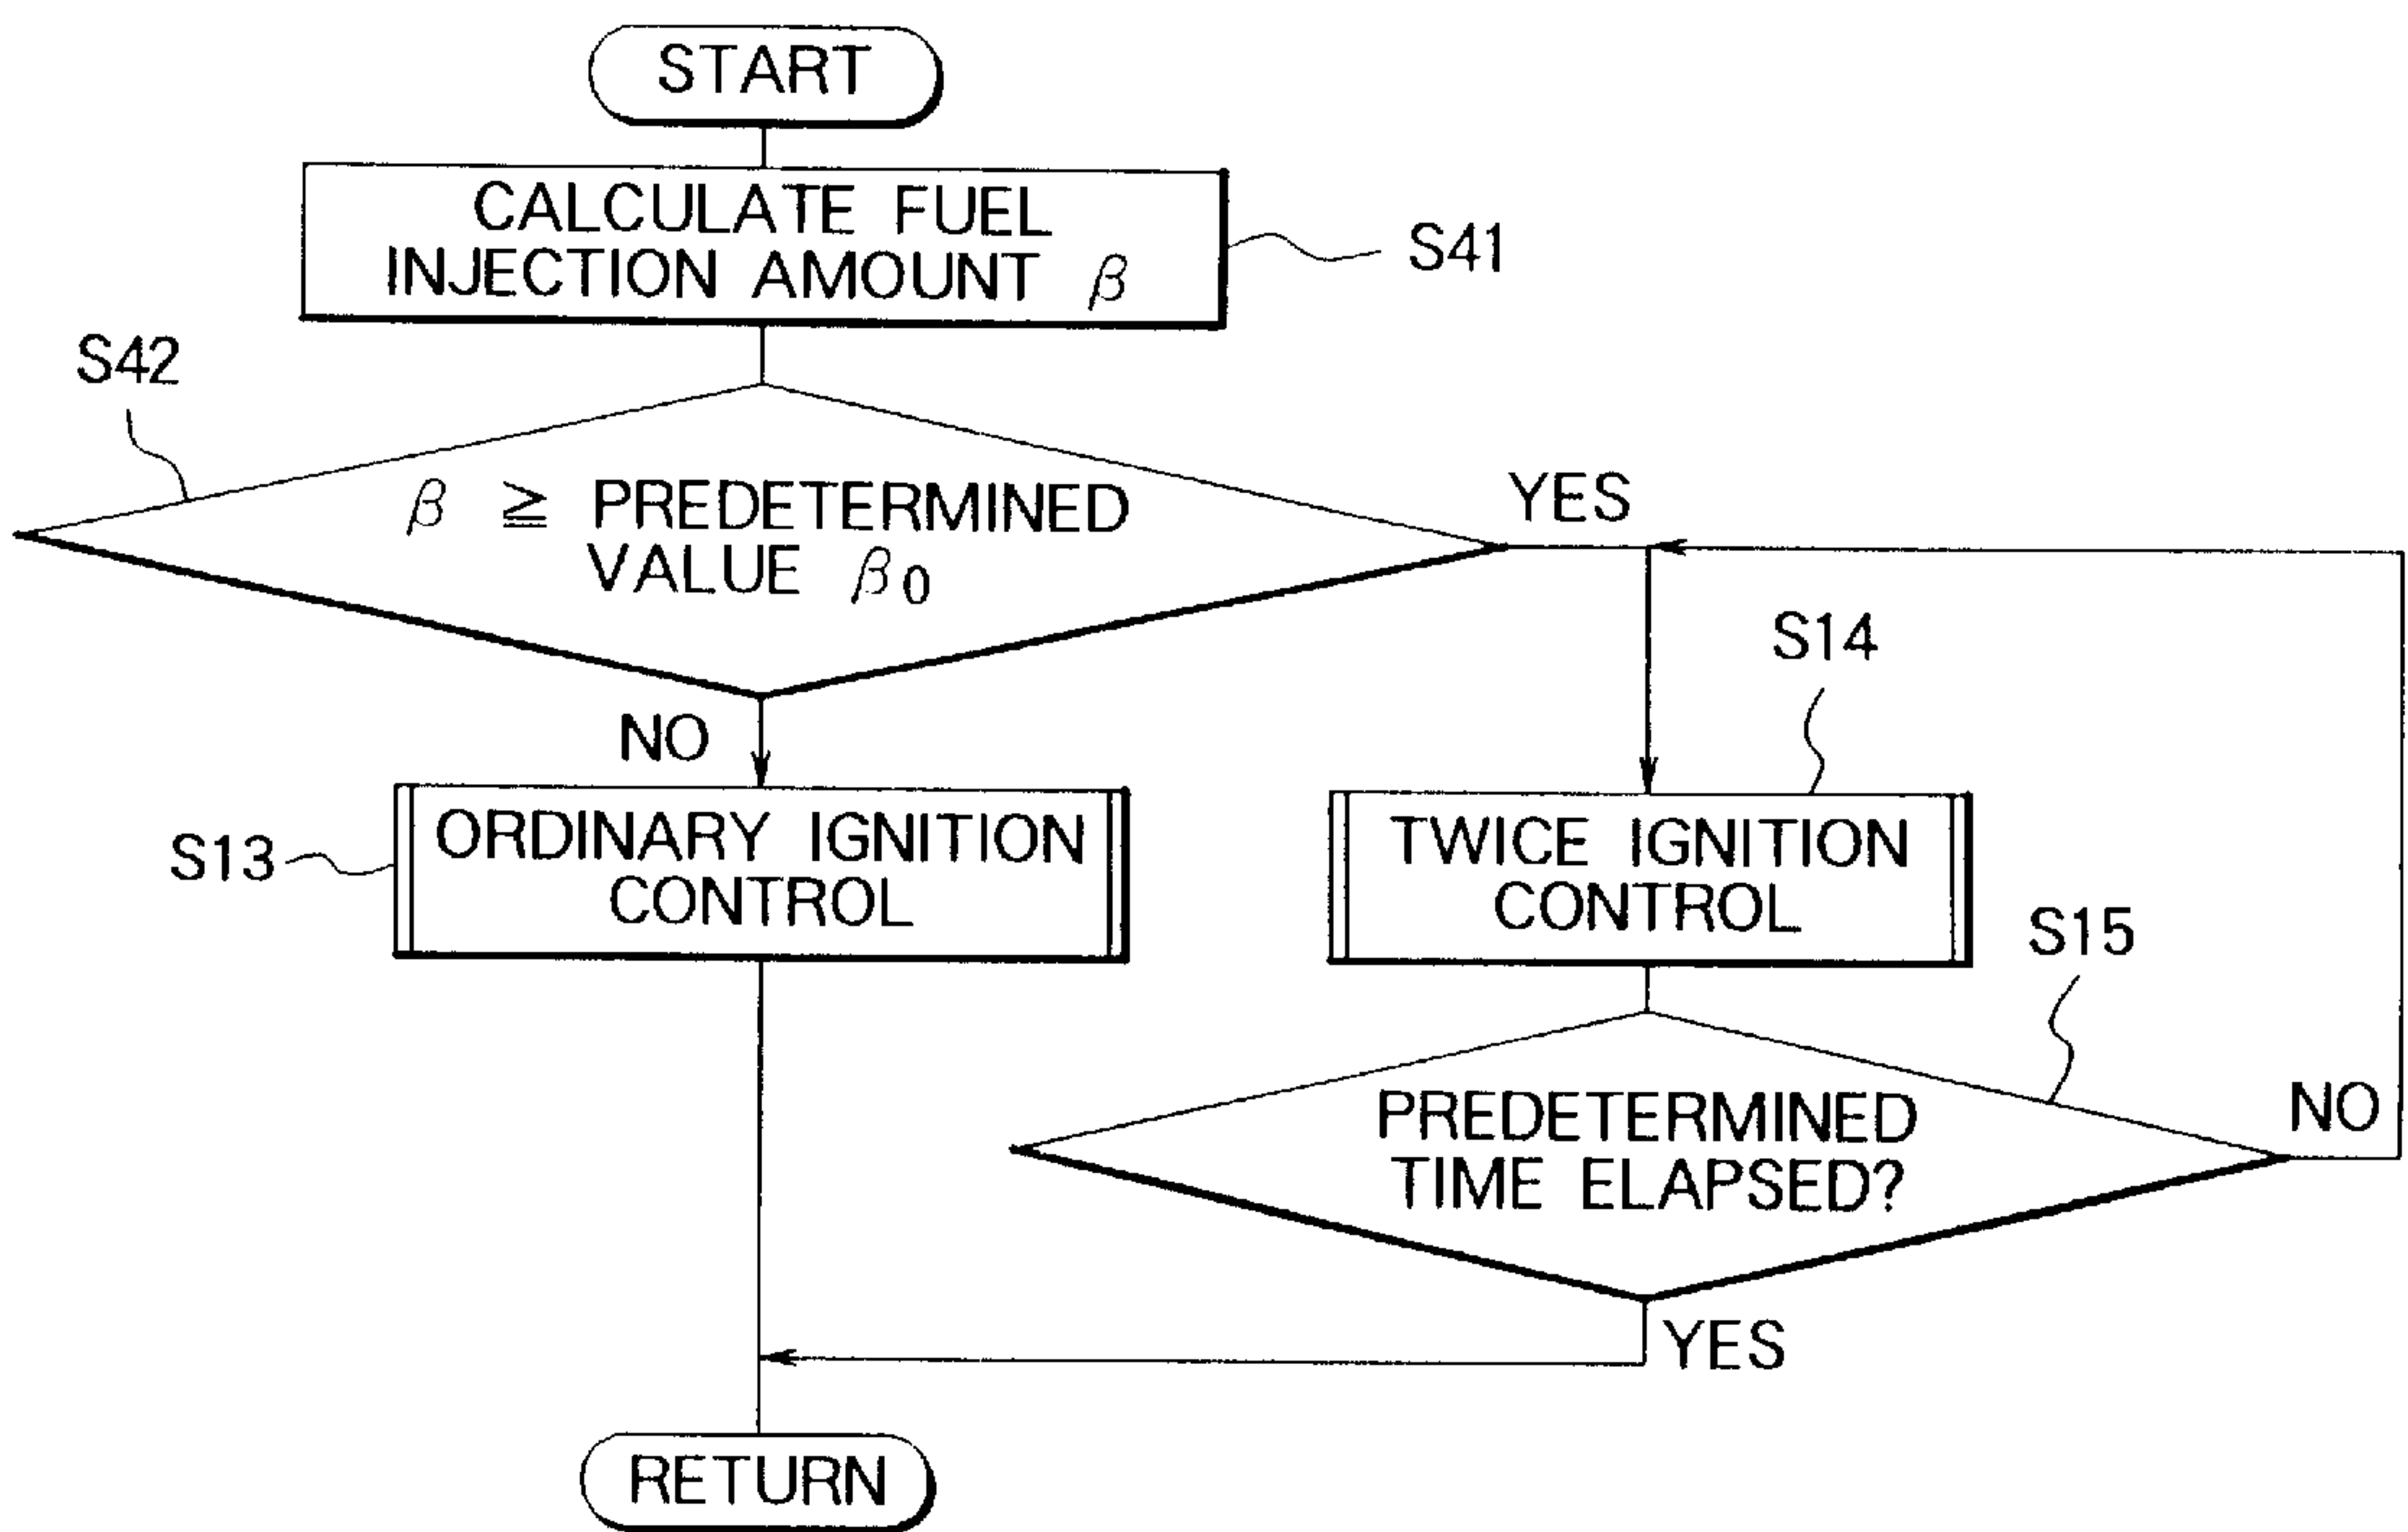 START
CALCULATE FUEL
INJECTION AMOUNT β
S41
S42
β ≧ PREDETERMINED
VALUE β0
YES
NO
S14
S13
ORDINARY IGNITION
CONTROL
TWICE IGNITION
CONTROL
S15
PREDETERMINED
TIME ELAPSED?
NO
YES
RETURN